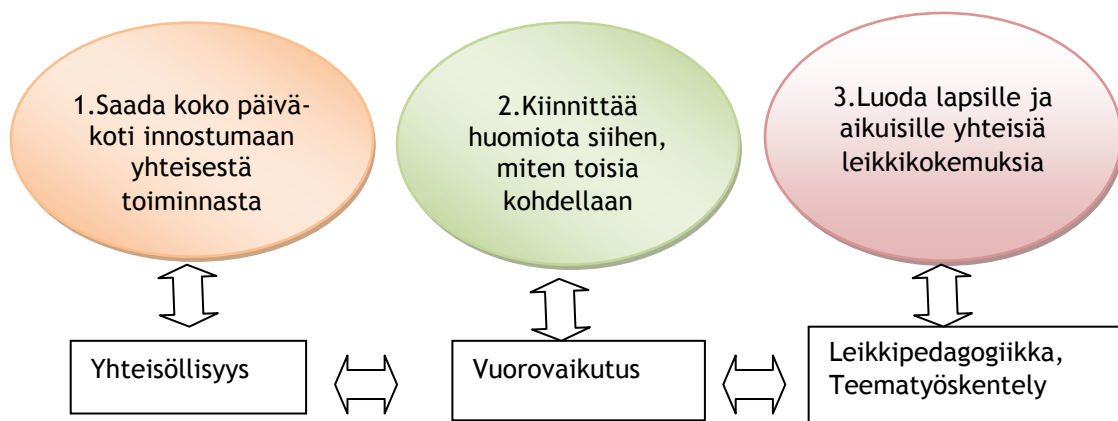 1.Saada koko päivä-
koti innostumaan
yhteisestä
toiminnasta
2.Kiinnittää
huomiota siihen,
miten toisia
kohdellaan
3.Luoda lapsille ja
aikuisille yhteisiä
leikkikokemuksia
Yhteisöllisyys
Vuorovaikutus
Leikkipedagogiikka,
Teematyöskentely